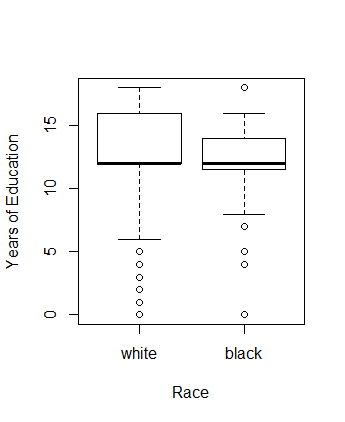 Years of Education
15
10
5
0
white
black
Race